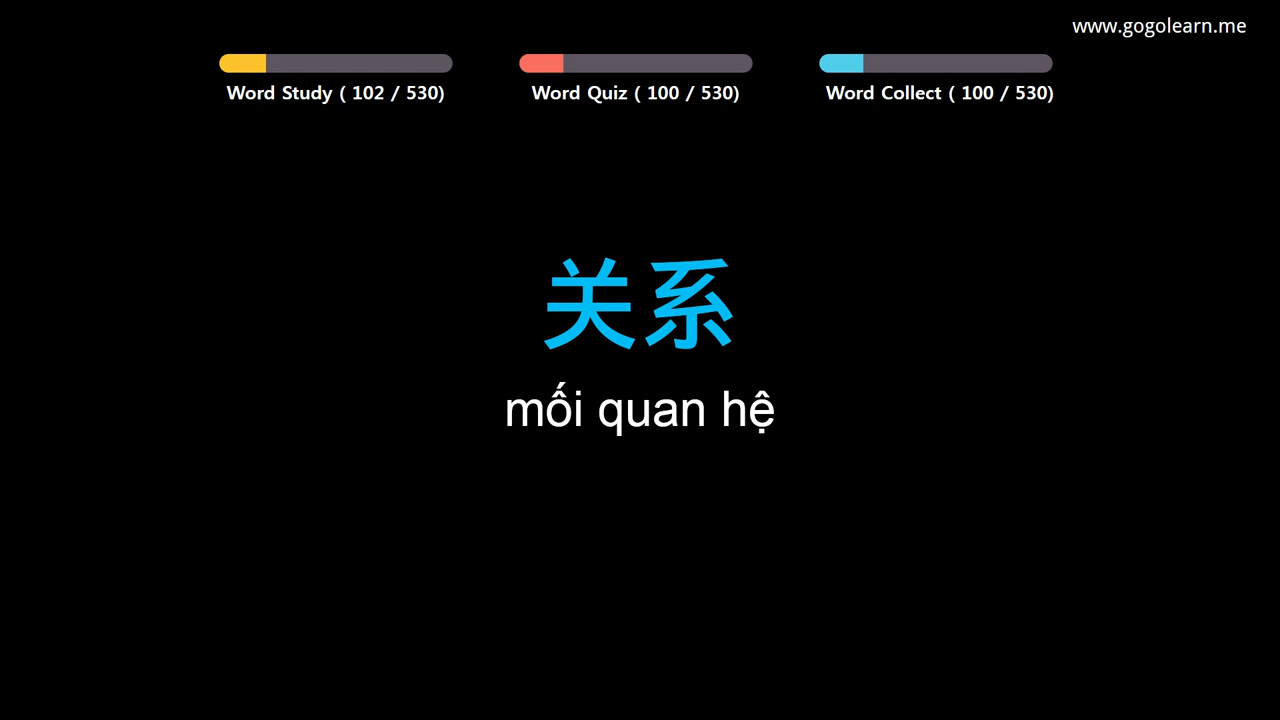 www.gogolearn.me
Word Study ( 102 / 530)
Word Quiz ( 100 / 530)
Word Collect ( 100 / 530)
关系
mối quan hệ